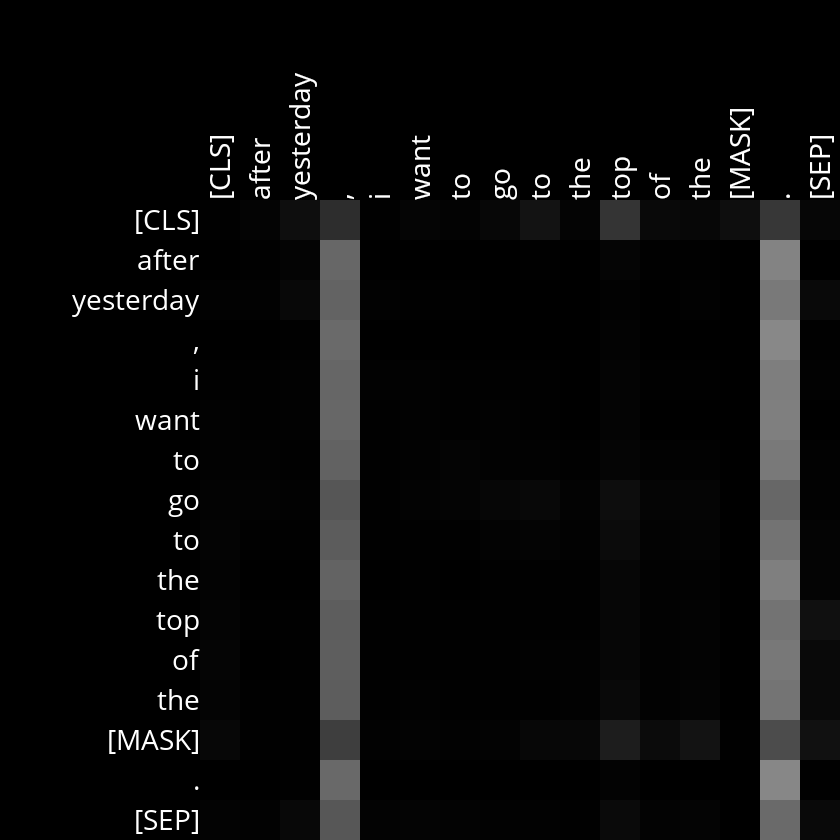 [CLS]
after
yesterday
,
i
want
to
go
to
the
top
of
the
[MASK]
.
[SEP]
[CLS]
after
yesterday
,
i
want
to
go
to
the
top
of
the
[MASK]
.
[SEP]